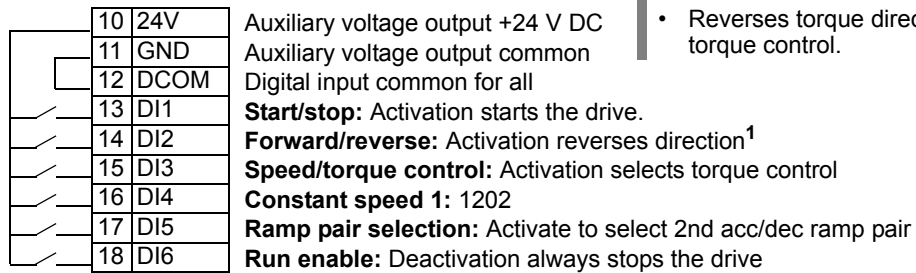 10 24V Auxiliary voltage output +24 V DC
11 GND Auxiliary voltage output common
12 DCOM Digital input common for all
13 DI1 Start/stop: Activation starts the drive.
14 DI2 Forward/reverse: Activation reverses direction1
15 DI3 Speed/torque control: Activation selects torque control
16 DI4 Constant speed 1: 1202
17 DI5 Ramp pair selection: Activate to select 2nd acc/dec ramp pair
18 DI6 Run enable: Deactivation always stops the drive
• Reverses torque
torque control.